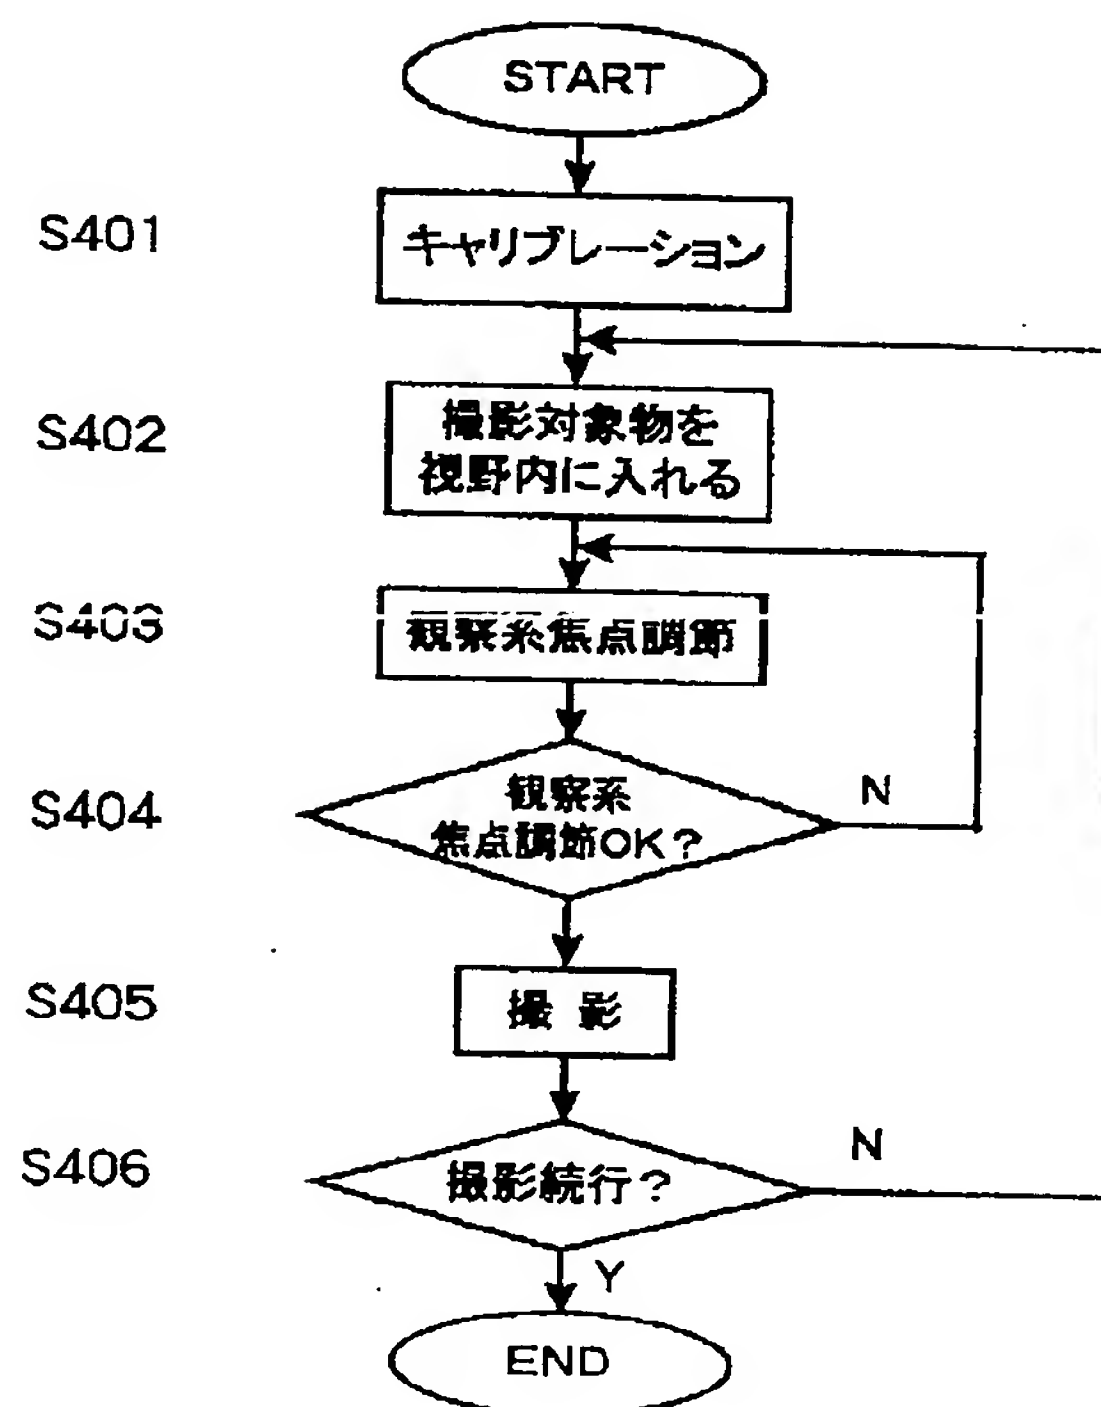 START
S401
キャリブレーション
S402
撮影対象物を
視野内に入れる
S403
観察系焦点調節
S404
観察系
焦点調節OK?
N
S405
撮 影
S406
撮影続行?
N
Y
END